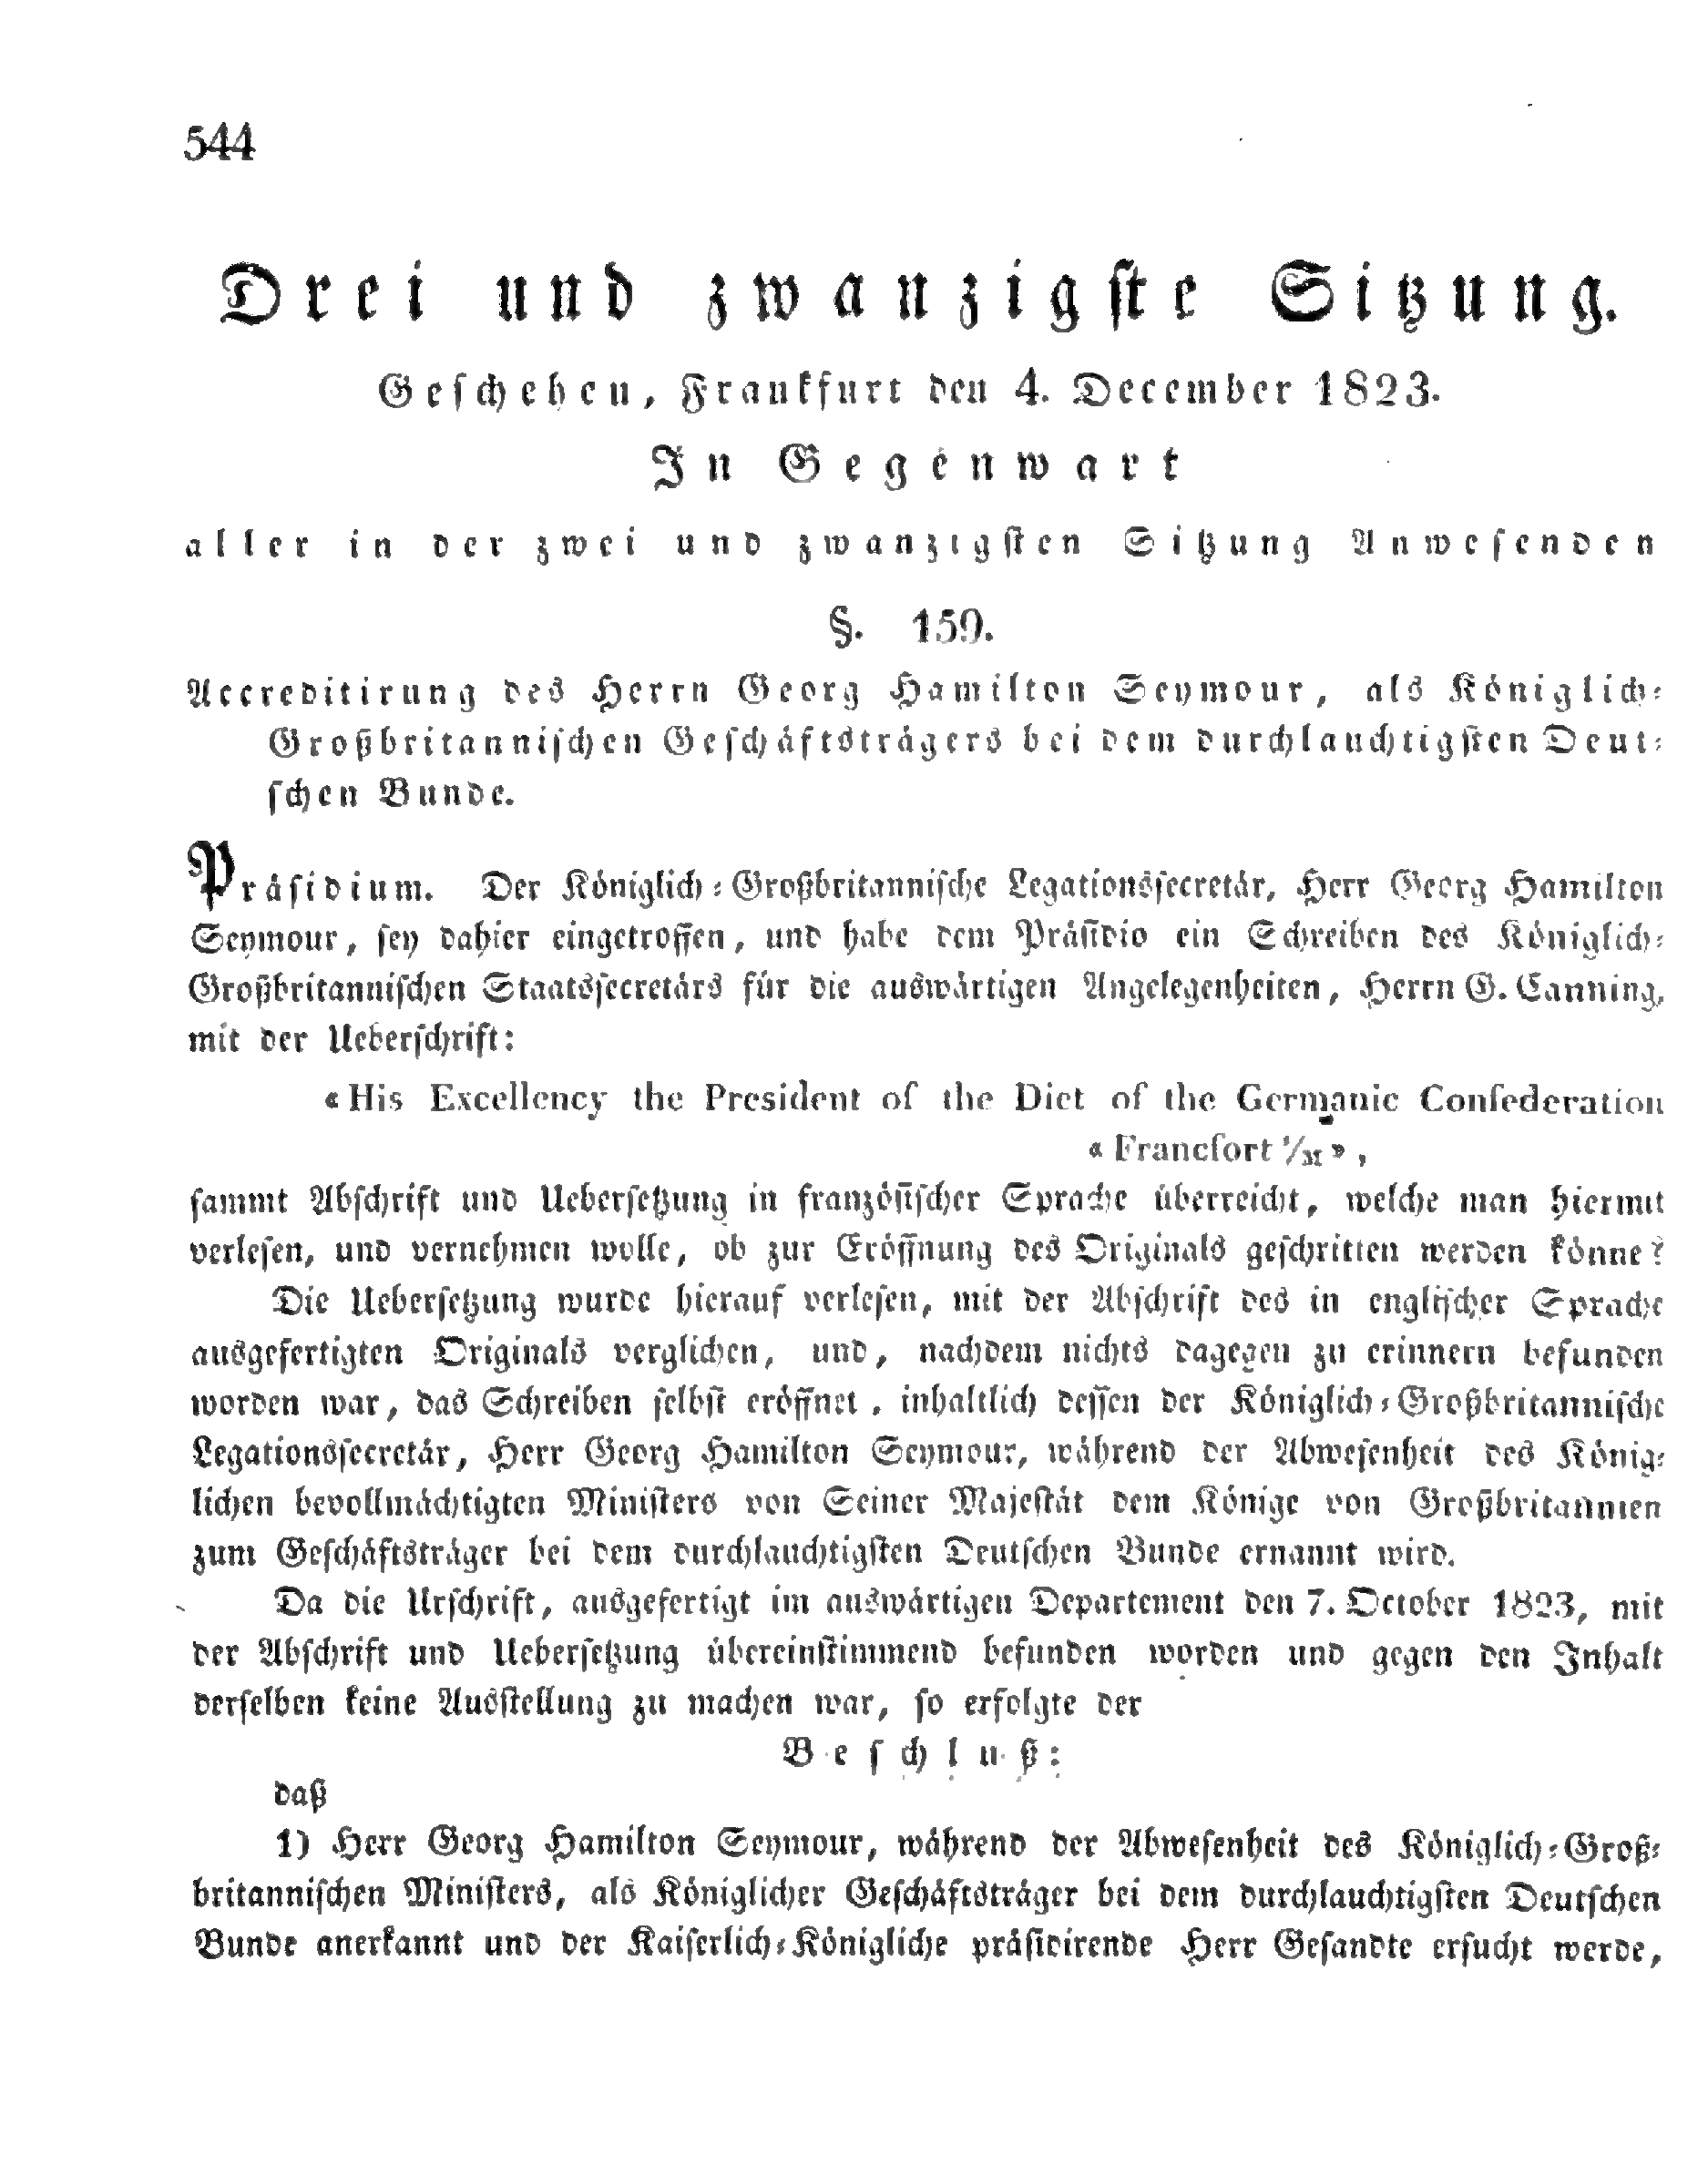 544
Drei und zwanzigste Sitzung.
Geschehen, Frankfurt den 4. December 1823.
In Gegenwart
aller in der zwei und zwanzigsten Sitzung Anwesenden
§. 159.
Accreditirung des Herrn Georg Hamilton Seymour, als Königlich-
Großbritannischen Geschäftsträgers bei dem durchlauchtigsten Deut-
schen Bunde.
Präsidium. Der Königlich-Großbritannische Legationssecretär, Herr Georg Hamilton
Seymour, sey dahier eingetroffen, und habe dem Präsidio ein Schreiben des Königlich-
Großbritannischen Staatssecretärs für die auswärtigen Angelegenheiten, Herrn G. Canning,
mit der Ueberschrift:
« His Excellency the President of the Diet of the Germanic Confederation
« Francfort ⁠¹/M » ,
sammt Abschrift und Uebersetzung in französischer Sprache überreicht, welche man hiermit
verlesen, und vernehmen wolle, ob zur Eröffnung des Originals geschritten werden könne?
Die Uebersetzung wurde hierauf verlesen, mit der Abschrift des in englischer Sprache
ausgefertigten Originals verglichen, und, nachdem nichts dagegen zu erinnern befunden
worden war, das Schreiben selbst eröffnet, inhaltlich dessen der Königlich-Großbritannische
Legationssecretär, Herr Georg Hamilton Seymour, während der Abwesenheit des König-
lichen bevollmächtigten Ministers von Seiner Majestät dem Könige von Großbritannien
zum Geschäftsträger bei dem durchlauchtigsten Deutschen Bunde ernannt wird.
Da die Urschrift, ausgefertigt im auswärtigen Departement den 7. October 1823, mit
der Abschrift und Uebersetzung übereinstimmend befunden worden und gegen den Inhalt
derselben keine Ausstellung zu machen war, so erfolgte der
Beschluß:
daß
1) Herr Georg Hamilton Seymour, während der Abwesenheit des Königlich-Groß-
britannischen Ministers, als Königlicher Geschäftsträger bei dem durchlauchtigsten Deutschen
Bunde anerkannt und der Kaiserlich-Königliche präsidirende Herr Gesandte ersucht werde,